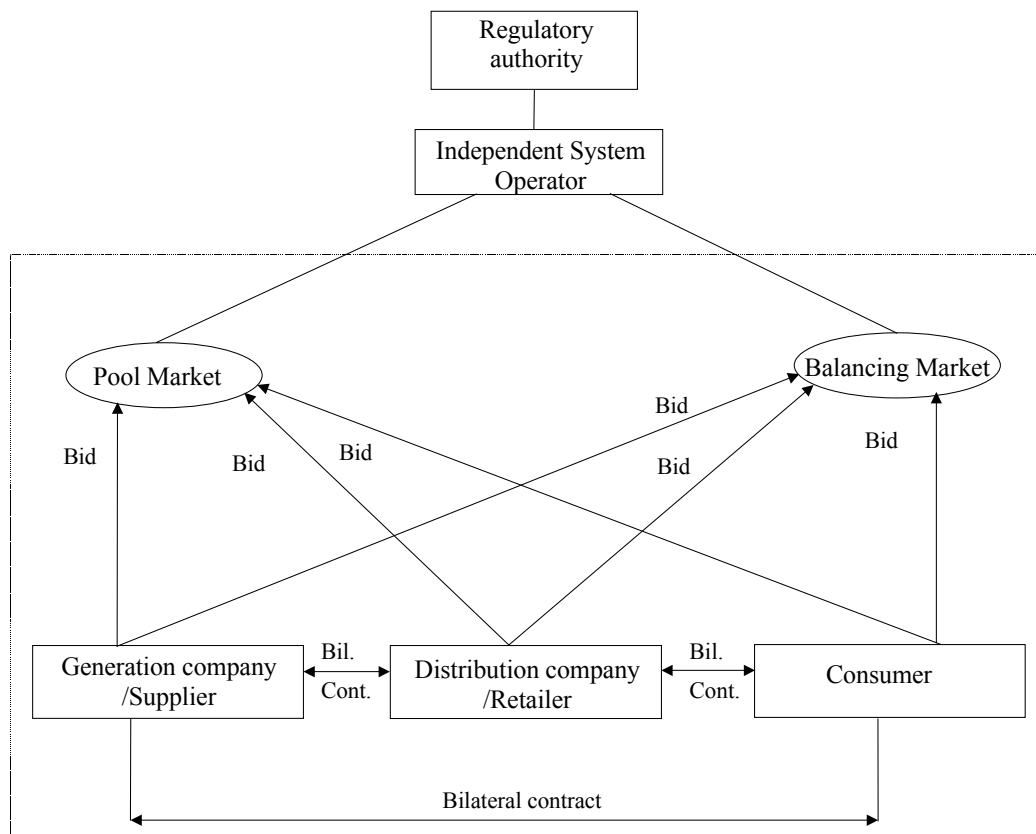 Regulatory
authority
Independent System
Operator
Pool Market
Balancing Market
Bid
Bid
Bid
Bid
Bid
Bid
Generation company
/Supplier
Bil.
Cont.
Distribution company
/Retailer
Bil.
Cont.
Consumer
Bilateral contract